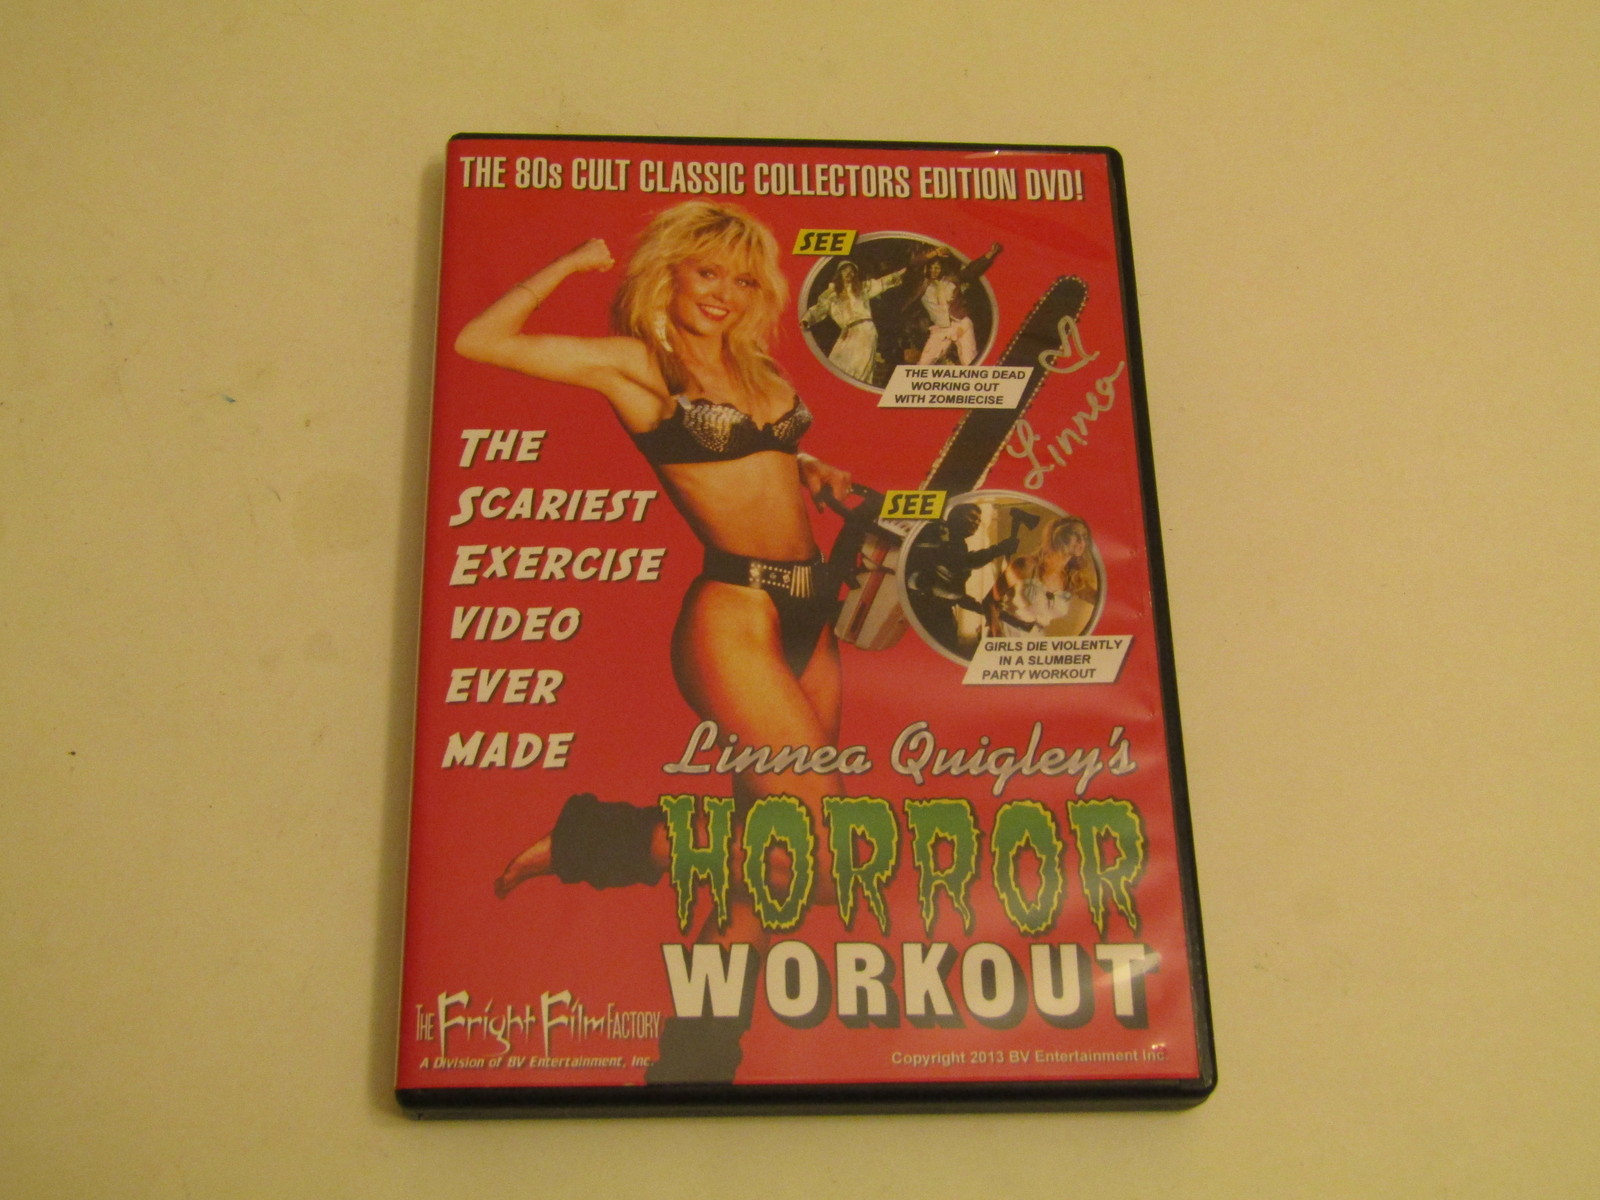 THE 80s CULT CLASSIC COLLECTORS EDITION DVD!
SEE
THE WALKING DEAD
WORKING OUT
WITH ZOMBIECISE
Linnea
THE
SCARIEST
EXERCISE
VIDEO
EVER
MADE
SEE
GIRLS DIE VIOLENTLY
IN A SLUMBER
PARTY WORKOUT
Linnea Quigley's
HORROR
WORKOUT
THE Fright Film FACTORY
A Division of BV Entertainment, Inc.
Copyright 2013 BV Entertainment Inc.